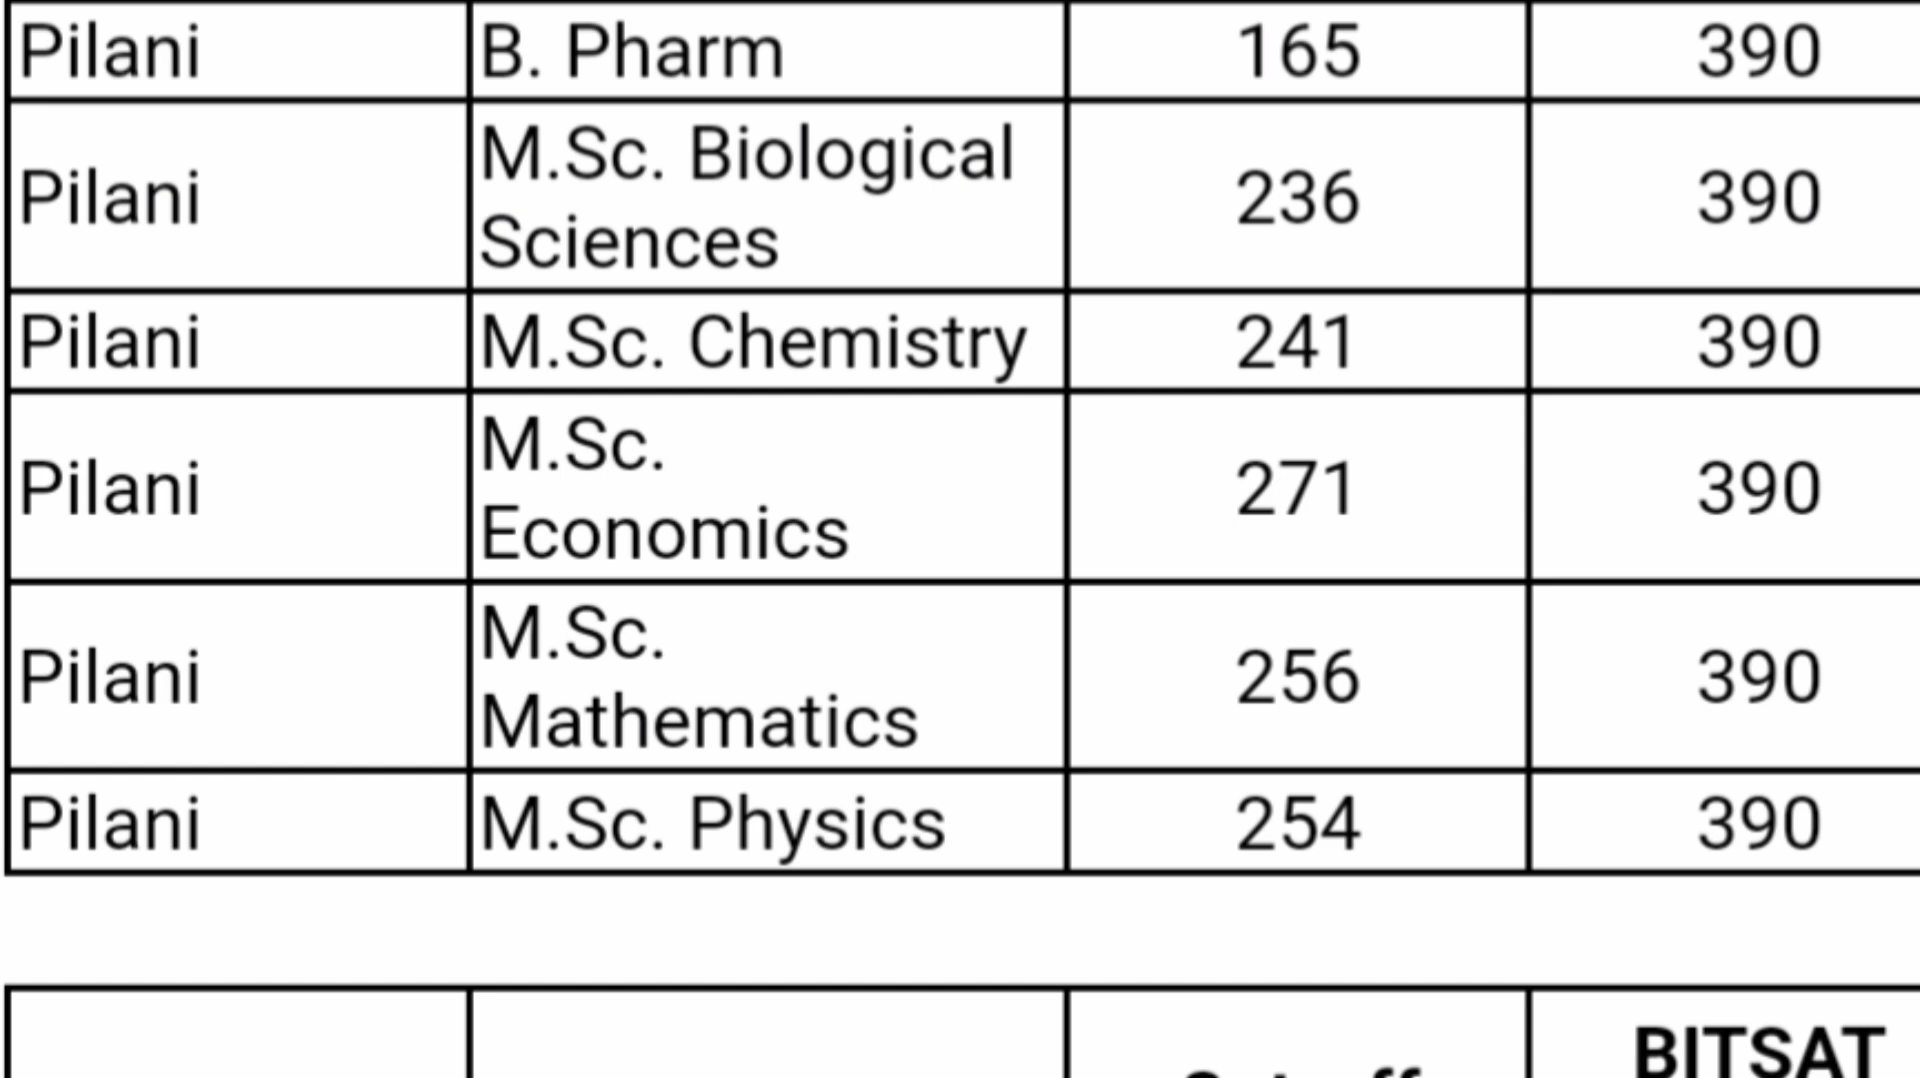 Pilani B. Pharm 165 390
Pilani M.Sc. Biological Sciences 236 390
Pilani M.Sc. Chemistry 241 390
Pilani M.Sc. Economics 271 390
Pilani M.Sc. Mathematics 256 390
Pilani M.Sc. Physics 254 390
BITSAT